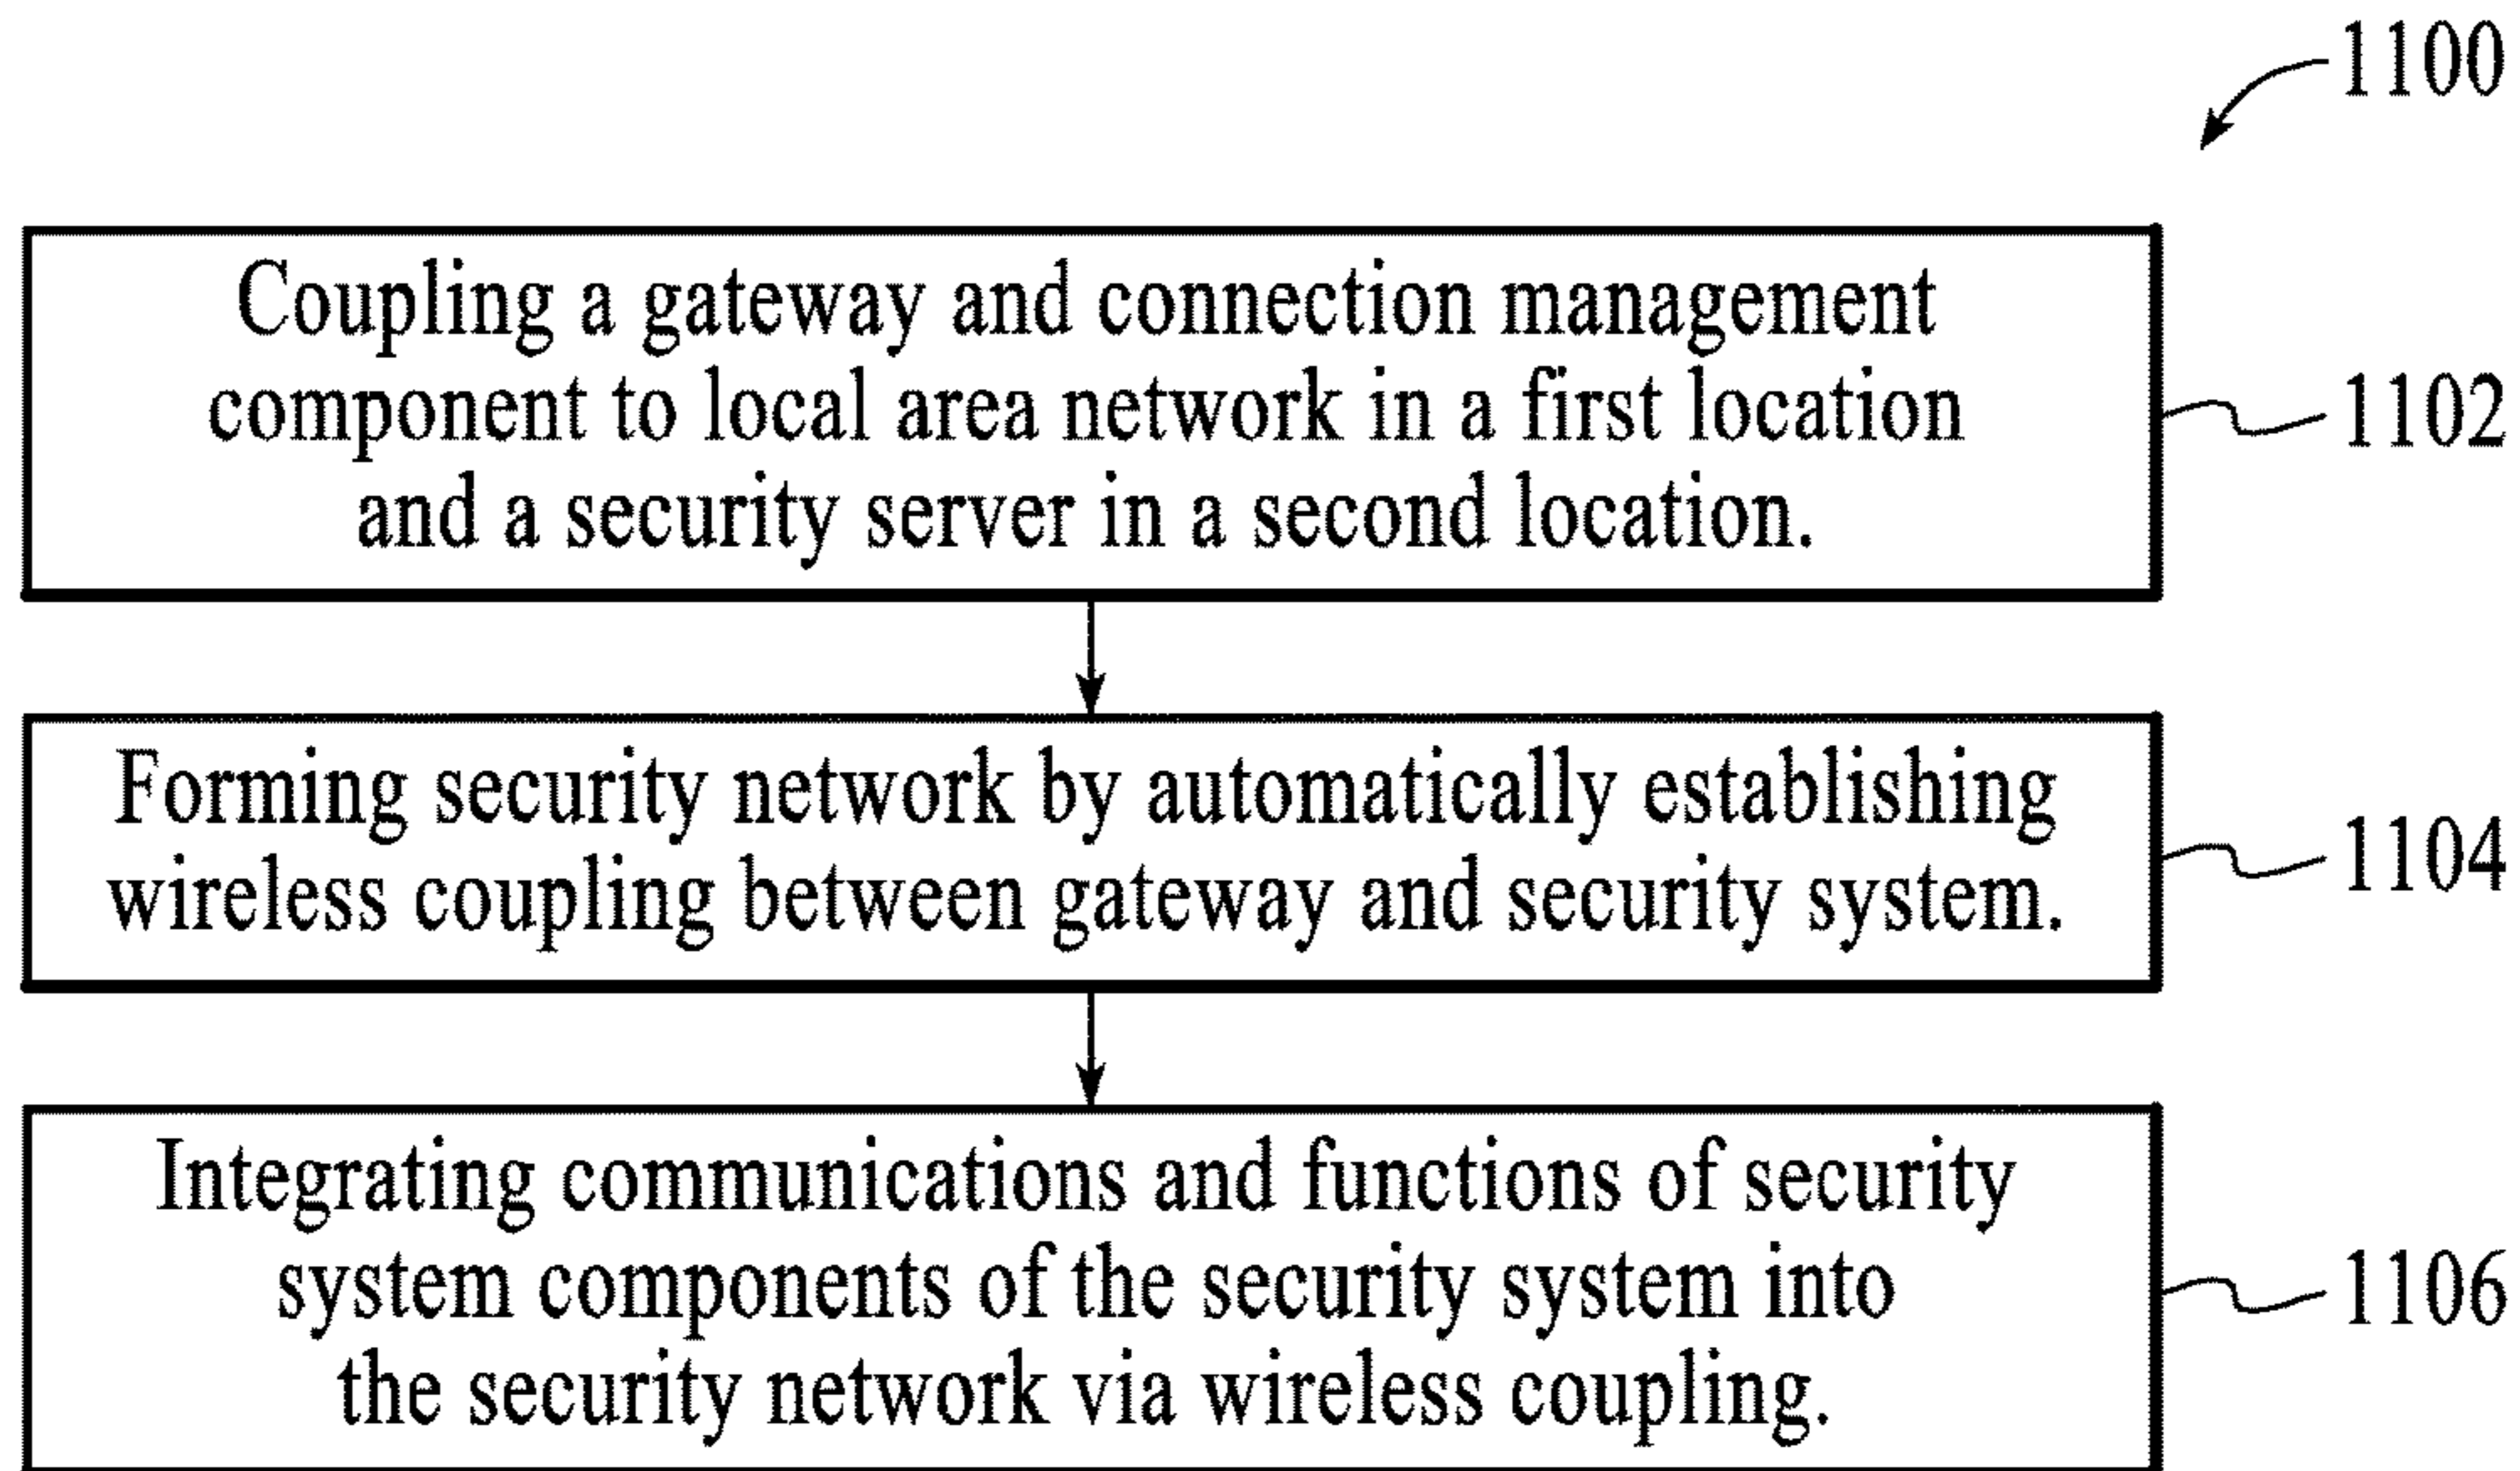 1100
Coupling a gateway and connection management
component to local area network in a first location
and a security server in a second location.
1102
Forming security network by automatically establishing
wireless coupling between gateway and security system.
1104
Integrating communications and functions of security
system components of the security system into
the security network via wireless coupling.
1106